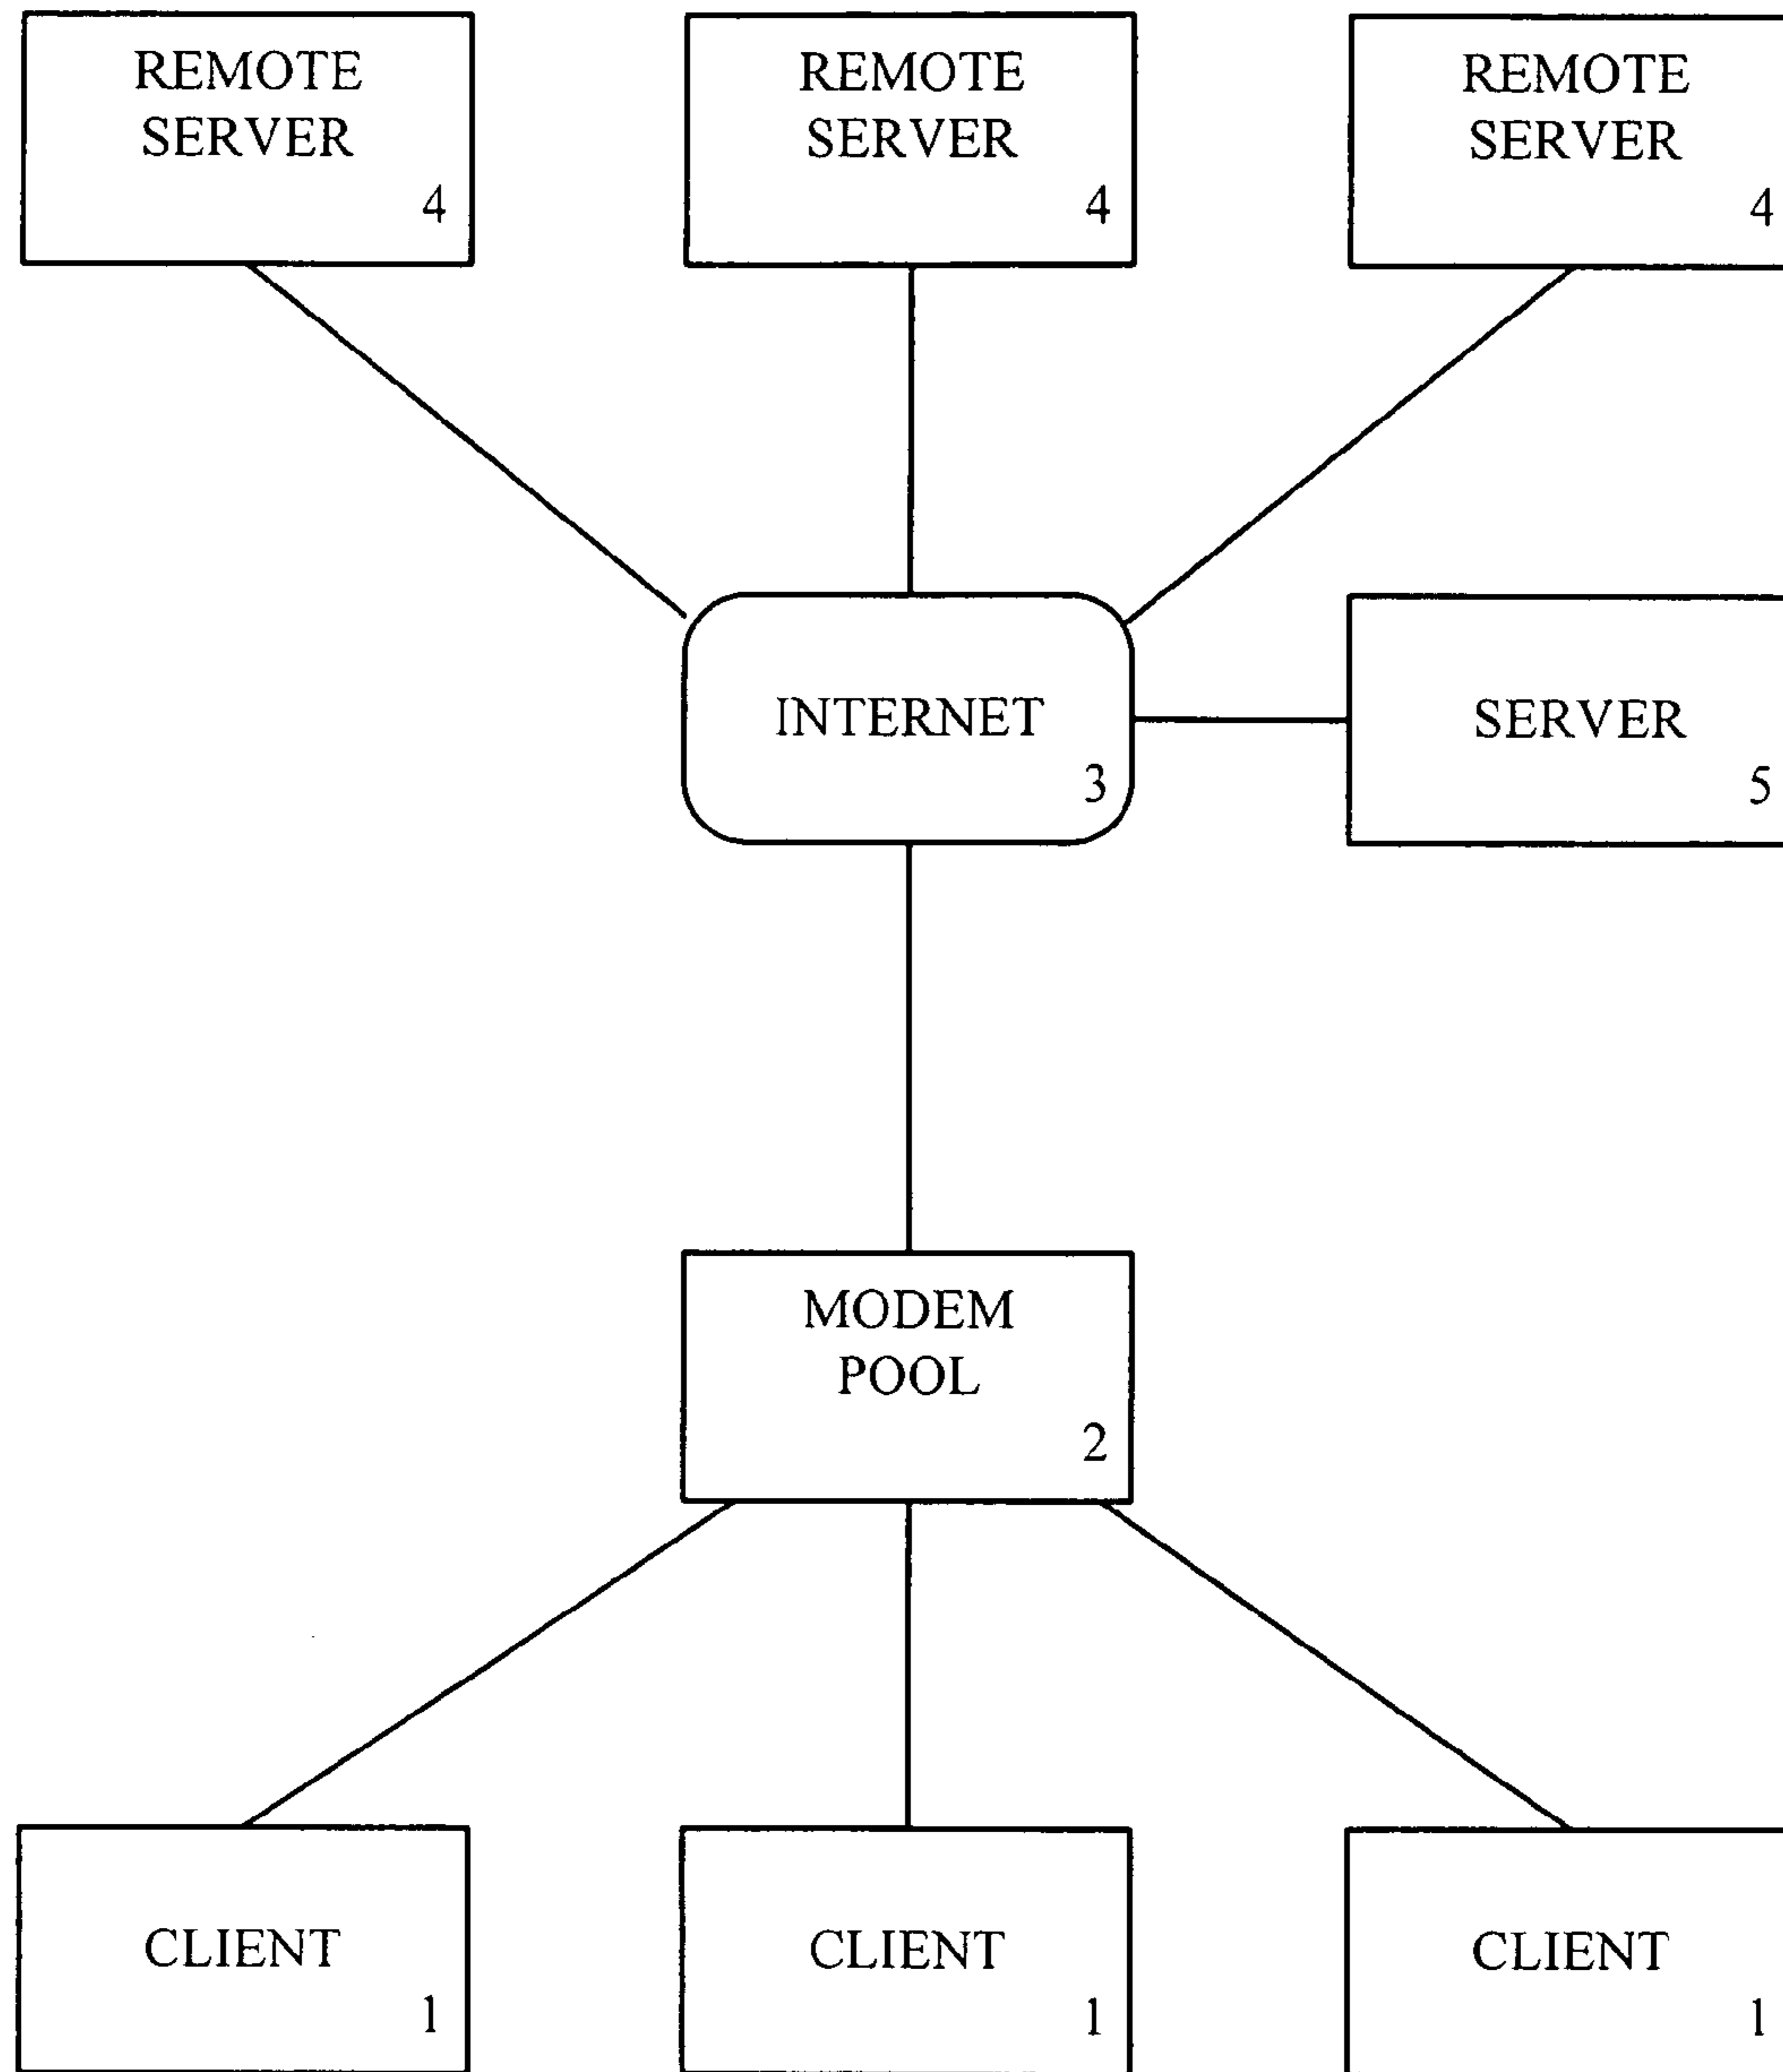 REMOTE
SERVER
4
REMOTE
SERVER
4
REMOTE
SERVER
4
INTERNET
3
SERVER
5
MODEM
POOL
2
CLIENT
1
CLIENT
1
CLIENT
1